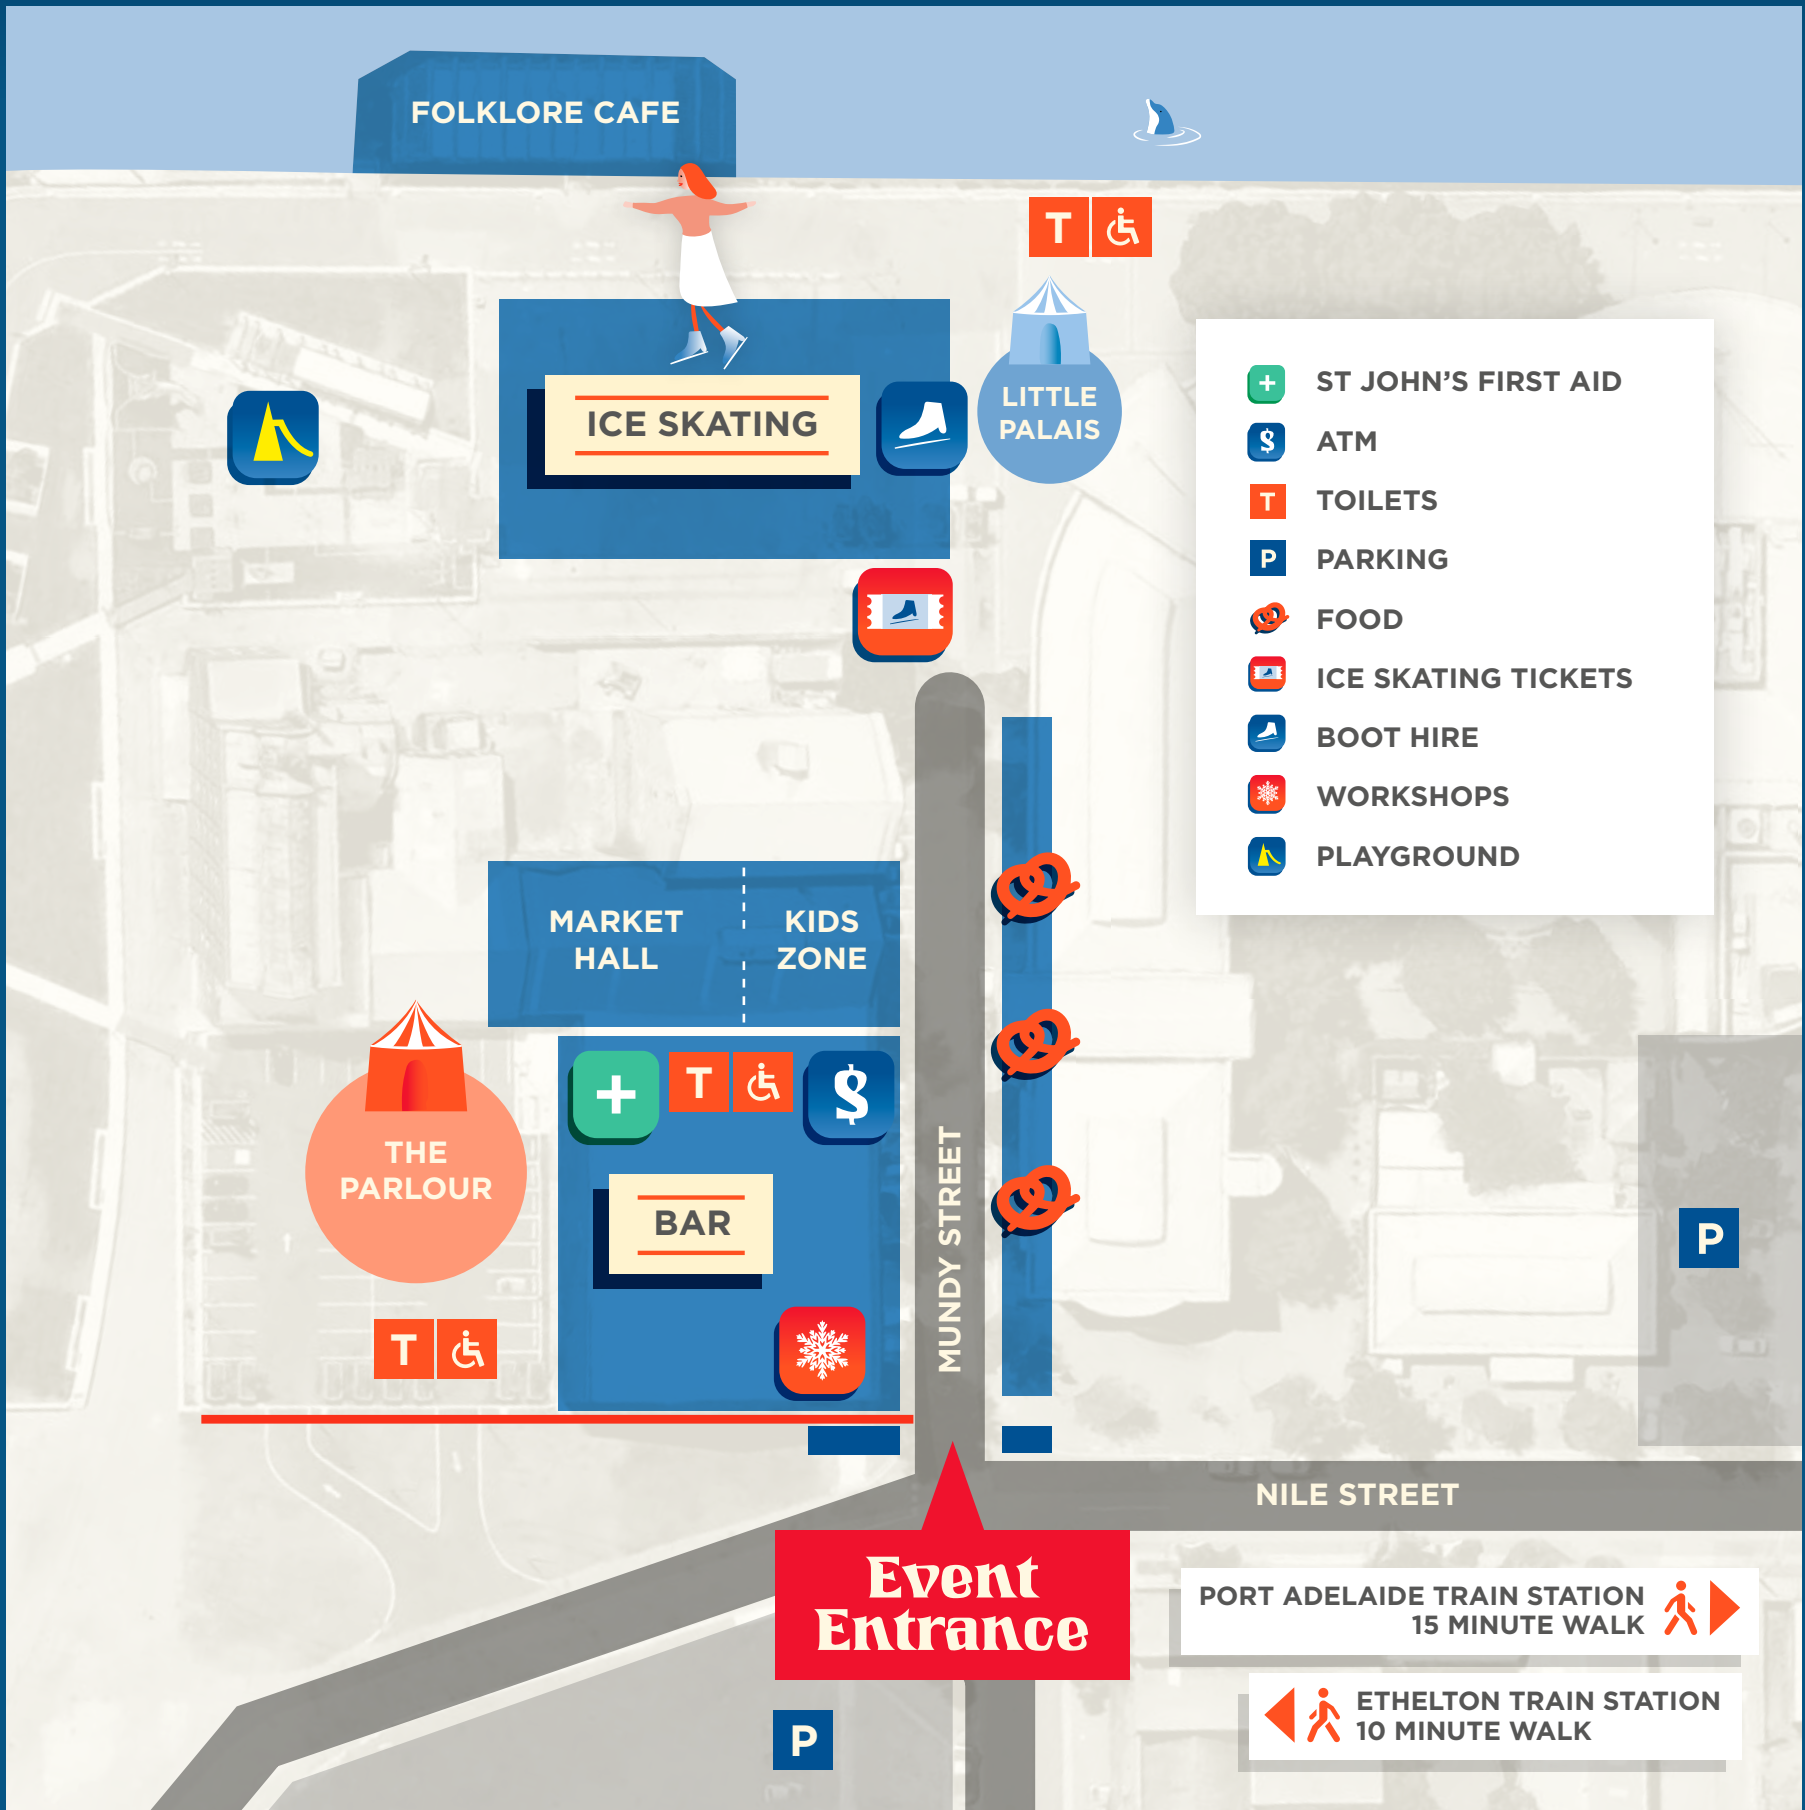 FOLKLORE CAFE
T
ICE SKATING
LITTLE
PALAIS
+ ST JOHN’S FIRST AID
$ ATM
T TOILETS
P PARKING
FOOD
ICE SKATING TICKETS
BOOT HIRE
WORKSHOPS
PLAYGROUND
MARKET
HALL
KIDS
ZONE
+
T
$
THE
PARLOUR
BAR
MUNDY STREET
T
P
NILE STREET
Event
Entrance
PORT ADELAIDE TRAIN STATION
15 MINUTE WALK
ETHELTON TRAIN STATION
10 MINUTE WALK
P